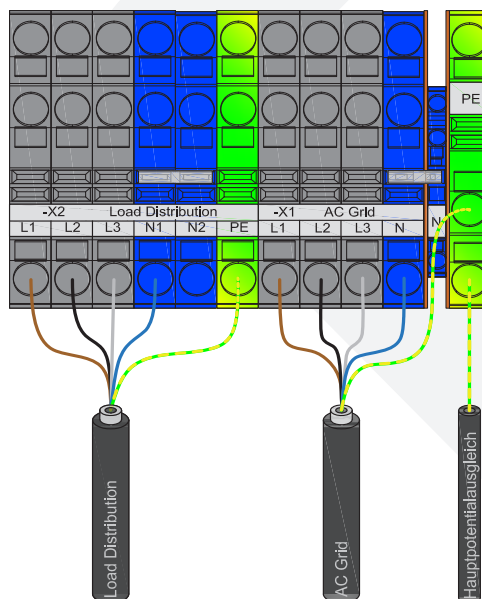 PE
-X2 Load Distribution -X1 AC Grid
L1 L2 L3 N1 N2 PE L1 L2 L3 N N
Load Distribution
AC Grid
Hauptpotentialausgleich